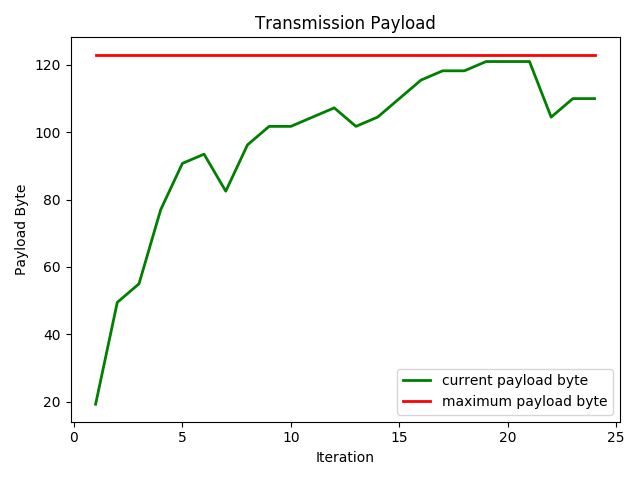 Transmission Payload
120
100
80
60
40
20
Payload Byte
current payload byte
maximum payload byte
0 5 10 15 20 25
Iteration